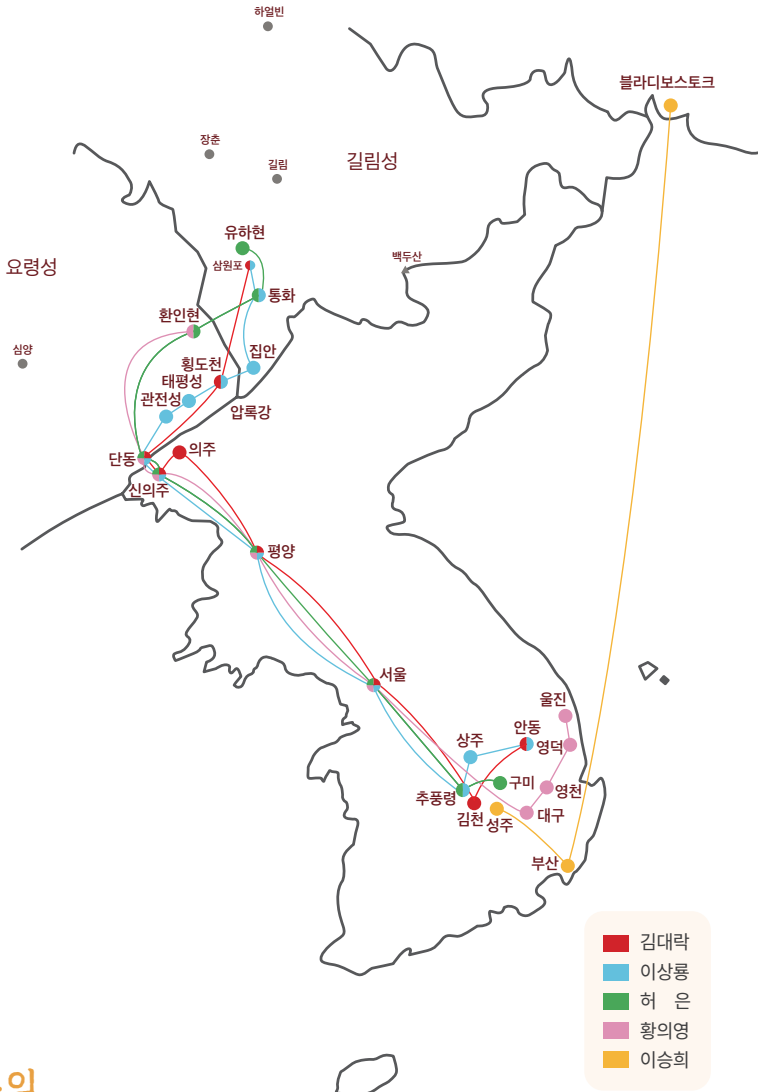 하얼빈
블라디보스토크
장춘
길림
길림성
유하현
백두산
삼원포
요령성
통화
환인현
심양
집안
횡도천
태평성
관전성
압록강
의주
단동
신의주
평양
서울
울진
안동
상주
영덕
구미
영천
추풍령
김천
성주
대구
부산
김대락
이상룡
허 은
황의영
이승희